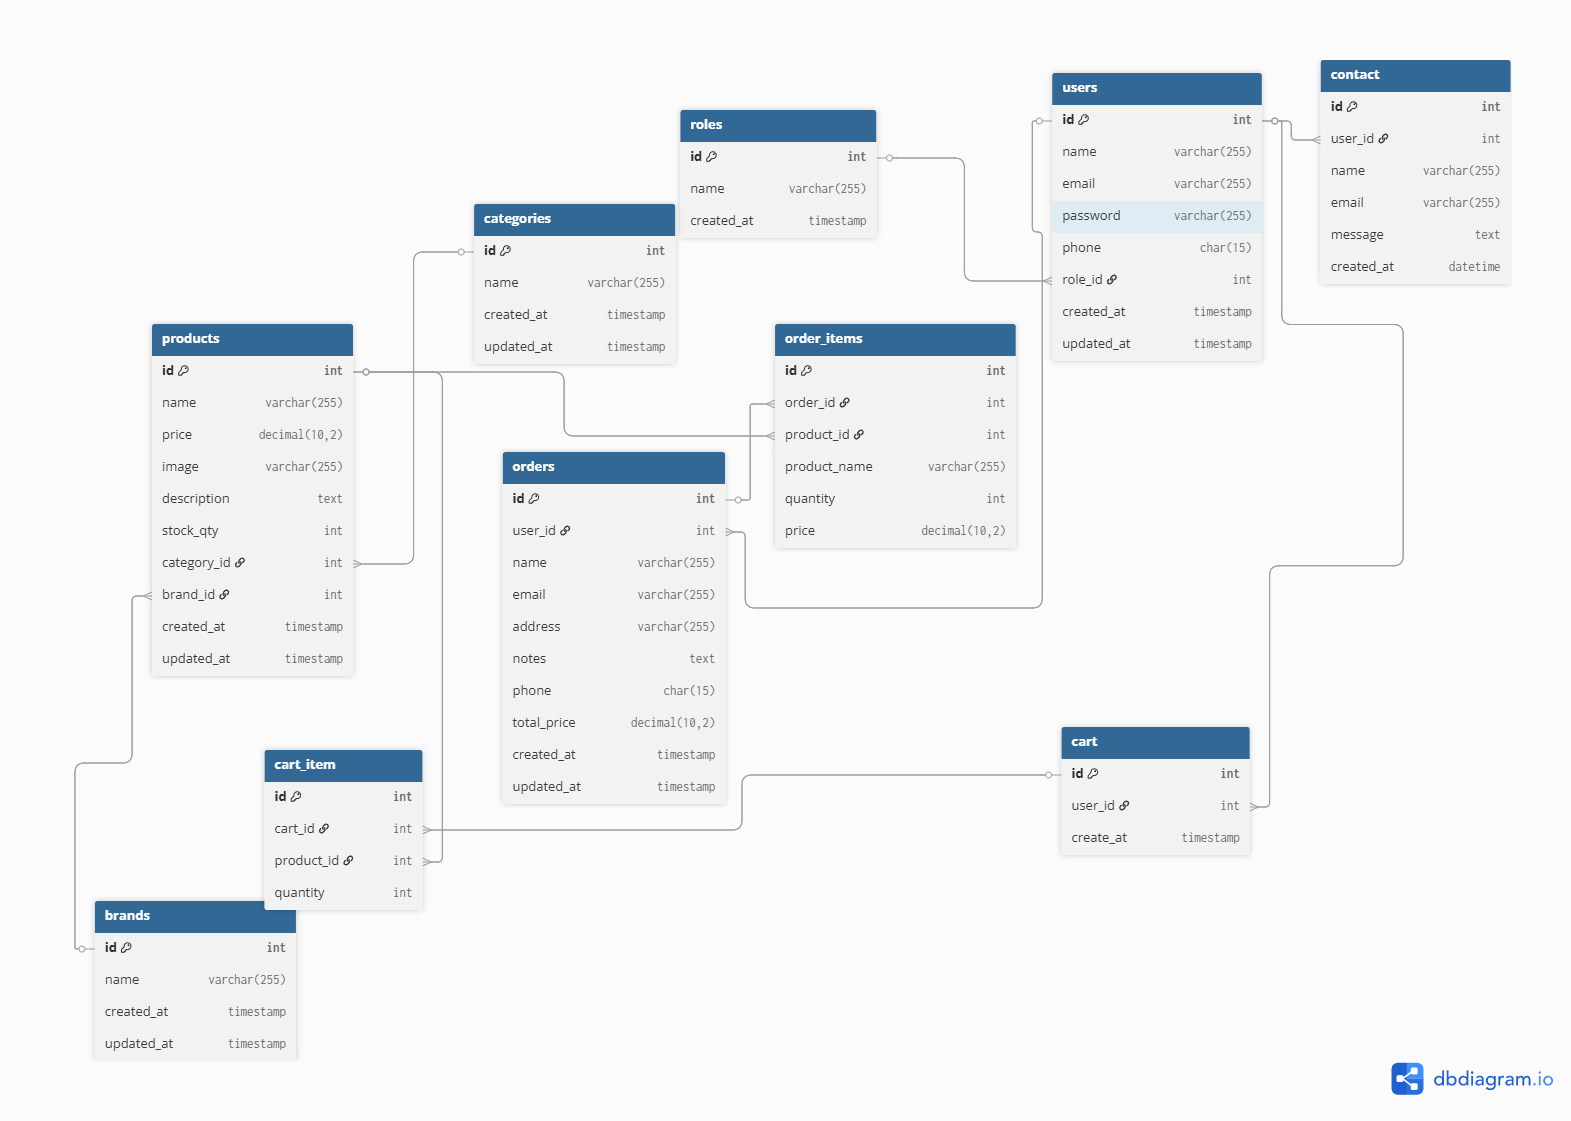 contact
id int
user_id int
name varchar(255)
email varchar(255)
message text
created_at datetime
users
id int
name varchar(255)
email varchar(255)
password varchar(255)
phone char(15)
role_id int
created_at timestamp
updated_at timestamp
roles
id int
name varchar(255)
created_at timestamp
categories
id int
name varchar(255)
created_at timestamp
updated_at timestamp
products
id int
name varchar(255)
price decimal(10,2)
image varchar(255)
description text
stock_qty int
category_id int
brand_id int
created_at timestamp
updated_at timestamp
order_items
id int
order_id int
product_id int
product_name varchar(255)
quantity int
price decimal(10,2)
orders
id int
user_id int
name varchar(255)
email varchar(255)
address varchar(255)
notes text
phone char(15)
total_price decimal(10,2)
created_at timestamp
updated_at timestamp
cart
id int
user_id int
create_at timestamp
cart_item
id int
cart_id int
product_id int
quantity int
brands
id int
name varchar(255)
created_at timestamp
updated_at timestamp
dbdiagram.io